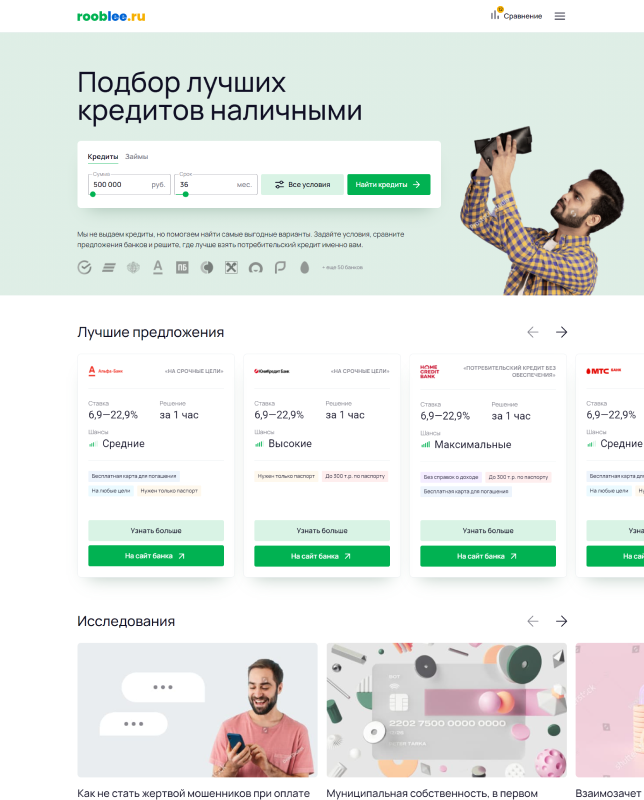 rooblee.ru
Сравнение
Подбор лучших
кредитов наличными
Кредиты Займы
Сумма
500 000 руб.
Срок
36 мес.
Все условия
Найти кредиты
Мы не выдаем кредиты, но помогаем найти самые выгодные варианты. Задайте условия, сравните
предложения банков и решите, где лучше взять потребительский кредит именно вам.
ПБ
+ еще 50 банков
Лучшие предложения
Альфа-Банк «НА СРОЧНЫЕ ЦЕЛИ»
Ставка Решение
6,9—22,9% за 1 час
Шансы
Средние
Бесплатная карта для погашения
На любые цели Нужен только паспорт
Узнать больше
На сайт банка
ЮниКредит Банк «НА СРОЧНЫЕ ЦЕЛИ»
Ставка Решение
6,9—22,9% за 1 час
Шансы
Высокие
Нужен только паспорт До 300 т.р. по паспорту
Узнать больше
На сайт банка
HOME
CREDIT
BANK
«ПОТРЕБИТЕЛЬСКИЙ КРЕДИТ БЕЗ
ОБЕСПЕЧЕНИЯ»
Ставка Решение
6,9—22,9% за 1 час
Шансы
Максимальные
Без справок о доходе До 300 т.р. по паспорту
Бесплатная карта для погашения
Узнать больше
На сайт банка
МТС БАНК
Ставка
6,9—22,9%
Шансы
Средние
Бесплатная карта
На любые цели
Узна
На са
Исследования
2202 7500 0000 0000
Как не стать жертвой мошенников при оплате
Муниципальная собственность, в первом
Взаимозачет